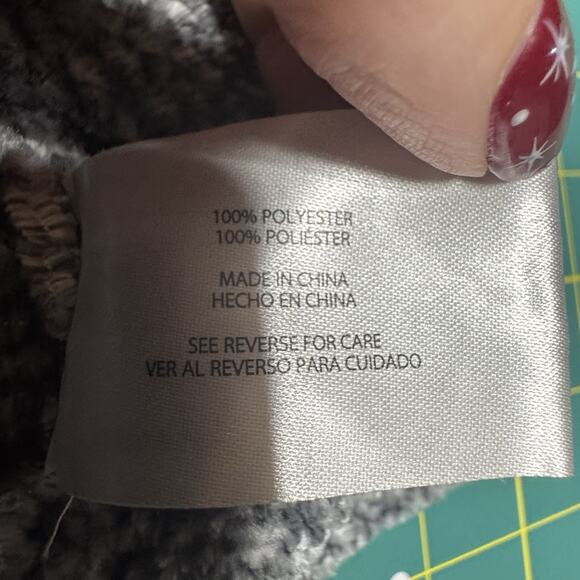 100% POLYESTER
100% POLIÉSTER
MADE IN CHINA
HECHO EN CHINA
SEE REVERSE FOR CARE
VER AL REVERSO PARA CUIDADO